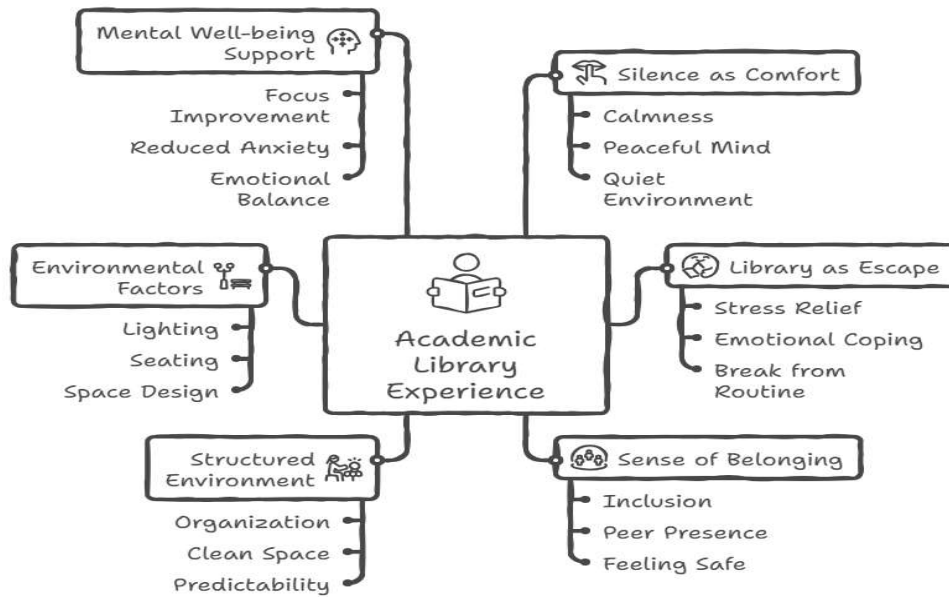 Mental Well-being
Support
Focus
Improvement
Reduced Anxiety
Emotional
Balance
Silence as Comfort
Calmness
Peaceful Mind
Quiet
Environment
Environmental
Factors
Lighting
Seating
Space Design
Academic
Library
Experience
Library as Escape
Stress Relief
Emotional Coping
Break from
Routine
Structured
Environment
Organization
Clean Space
Predictability
Sense of Belonging
Inclusion
Peer Presence
Feeling Safe